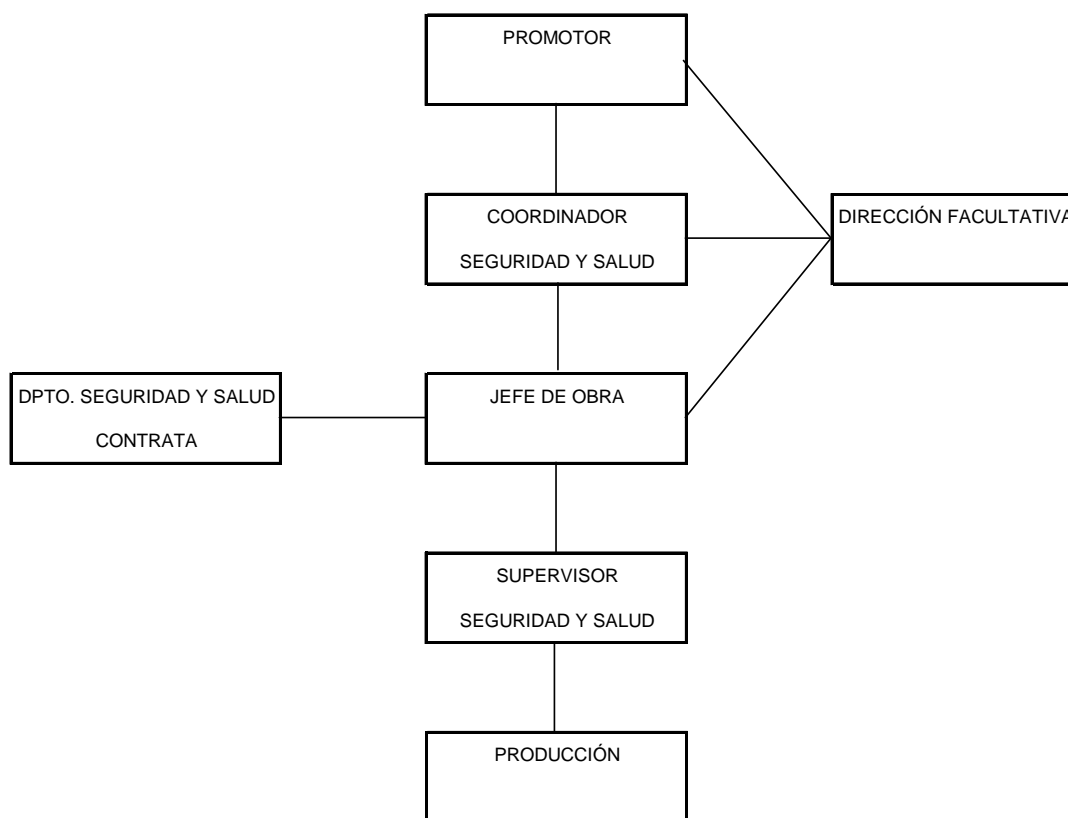 PROMOTOR
COORDINADOR
SEGURIDAD Y SALUD
DIRECCIÓN FACULTATIVA
DPTO. SEGURIDAD Y SALUD
CONTRATA
JEFE DE OBRA
SUPERVISOR
SEGURIDAD Y SALUD
PRODUCCIÓN